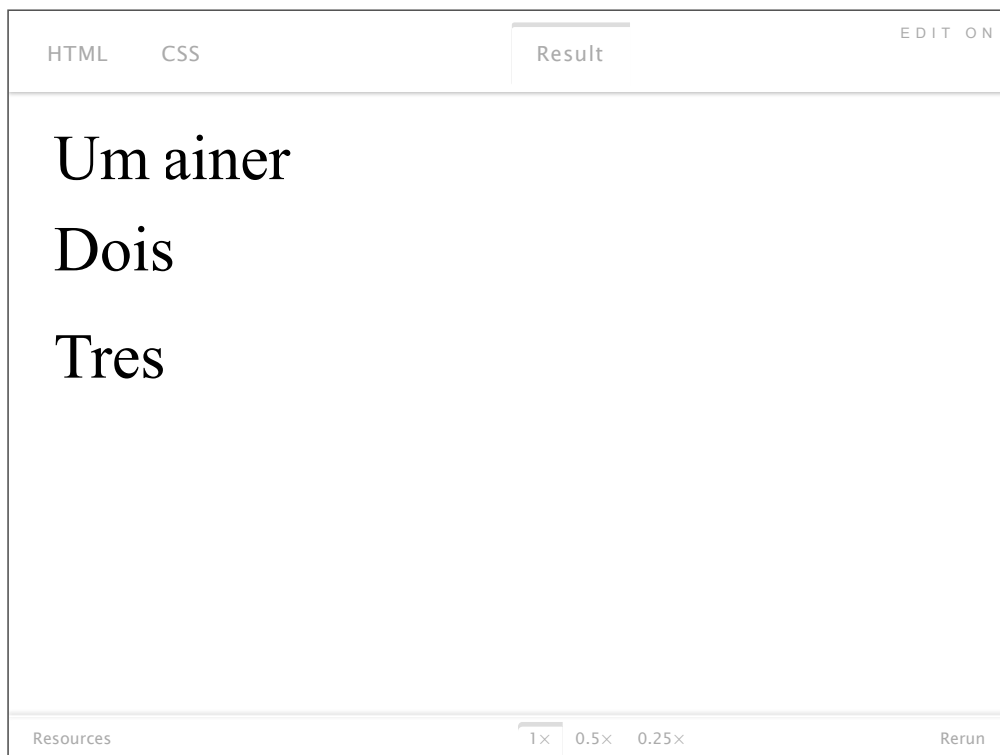 EDIT ON
HTML CSS Result
Um ainer
Dois
Tres
Resources 1× 0.5× 0.25× Rerun